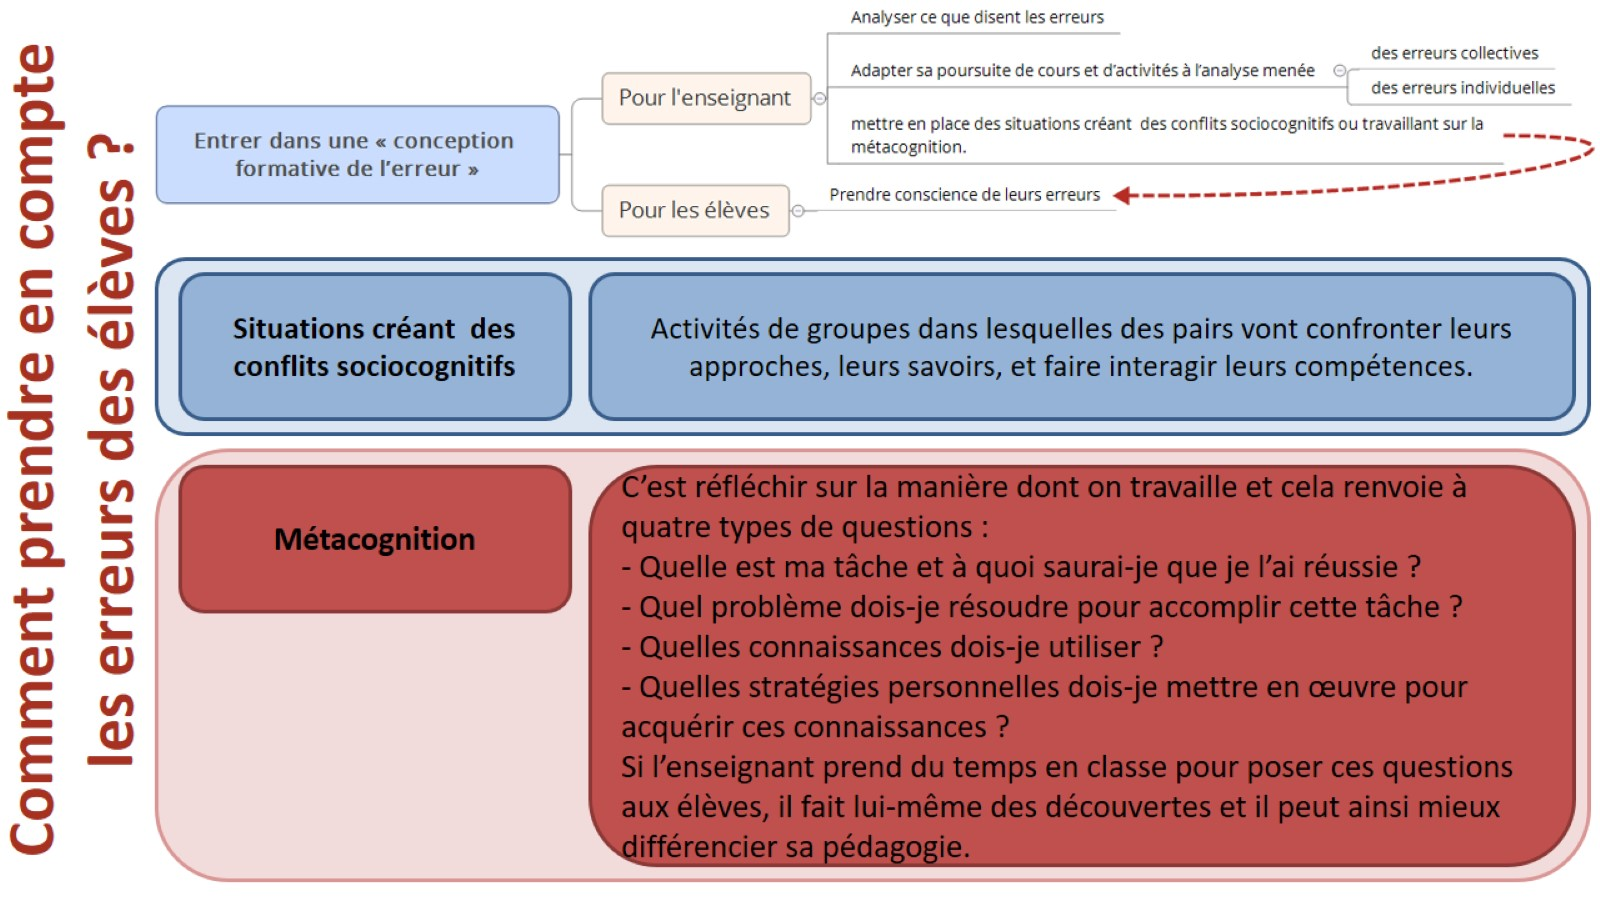 Comment prendre en compte
les erreurs des élèves ?
Entrer dans une « conception
formative de l'erreur »
Pour l'enseignant
Analyser ce que disent les erreurs
Adapter sa poursuite de cours et d'activités à l'analyse menée
des erreurs collectives
des erreurs individuelles
mettre en place des situations créant  des conflits sociocognitifs ou travaillant sur la
métacognition.
Pour les élèves
Prendre conscience de leurs erreurs
Situations créant  des
conflits sociocognitifs
Activités de groupes dans lesquelles des pairs vont confronter leurs
approches, leurs savoirs, et faire interagir leurs compétences.
Métacognition
C'est réfléchir sur la manière dont on travaille et cela renvoie à
quatre types de questions :
- Quelle est ma tâche et à quoi saurai-je que je l'ai réussie ?
- Quel problème dois-je résoudre pour accomplir cette tâche ?
- Quelles connaissances dois-je utiliser ?
- Quelles stratégies personnelles dois-je mettre en œuvre pour
acquérir ces connaissances ?
Si l'enseignant prend du temps en classe pour poser ces questions
aux élèves, il fait lui-même des découvertes et il peut ainsi mieux
différencier sa pédagogie.